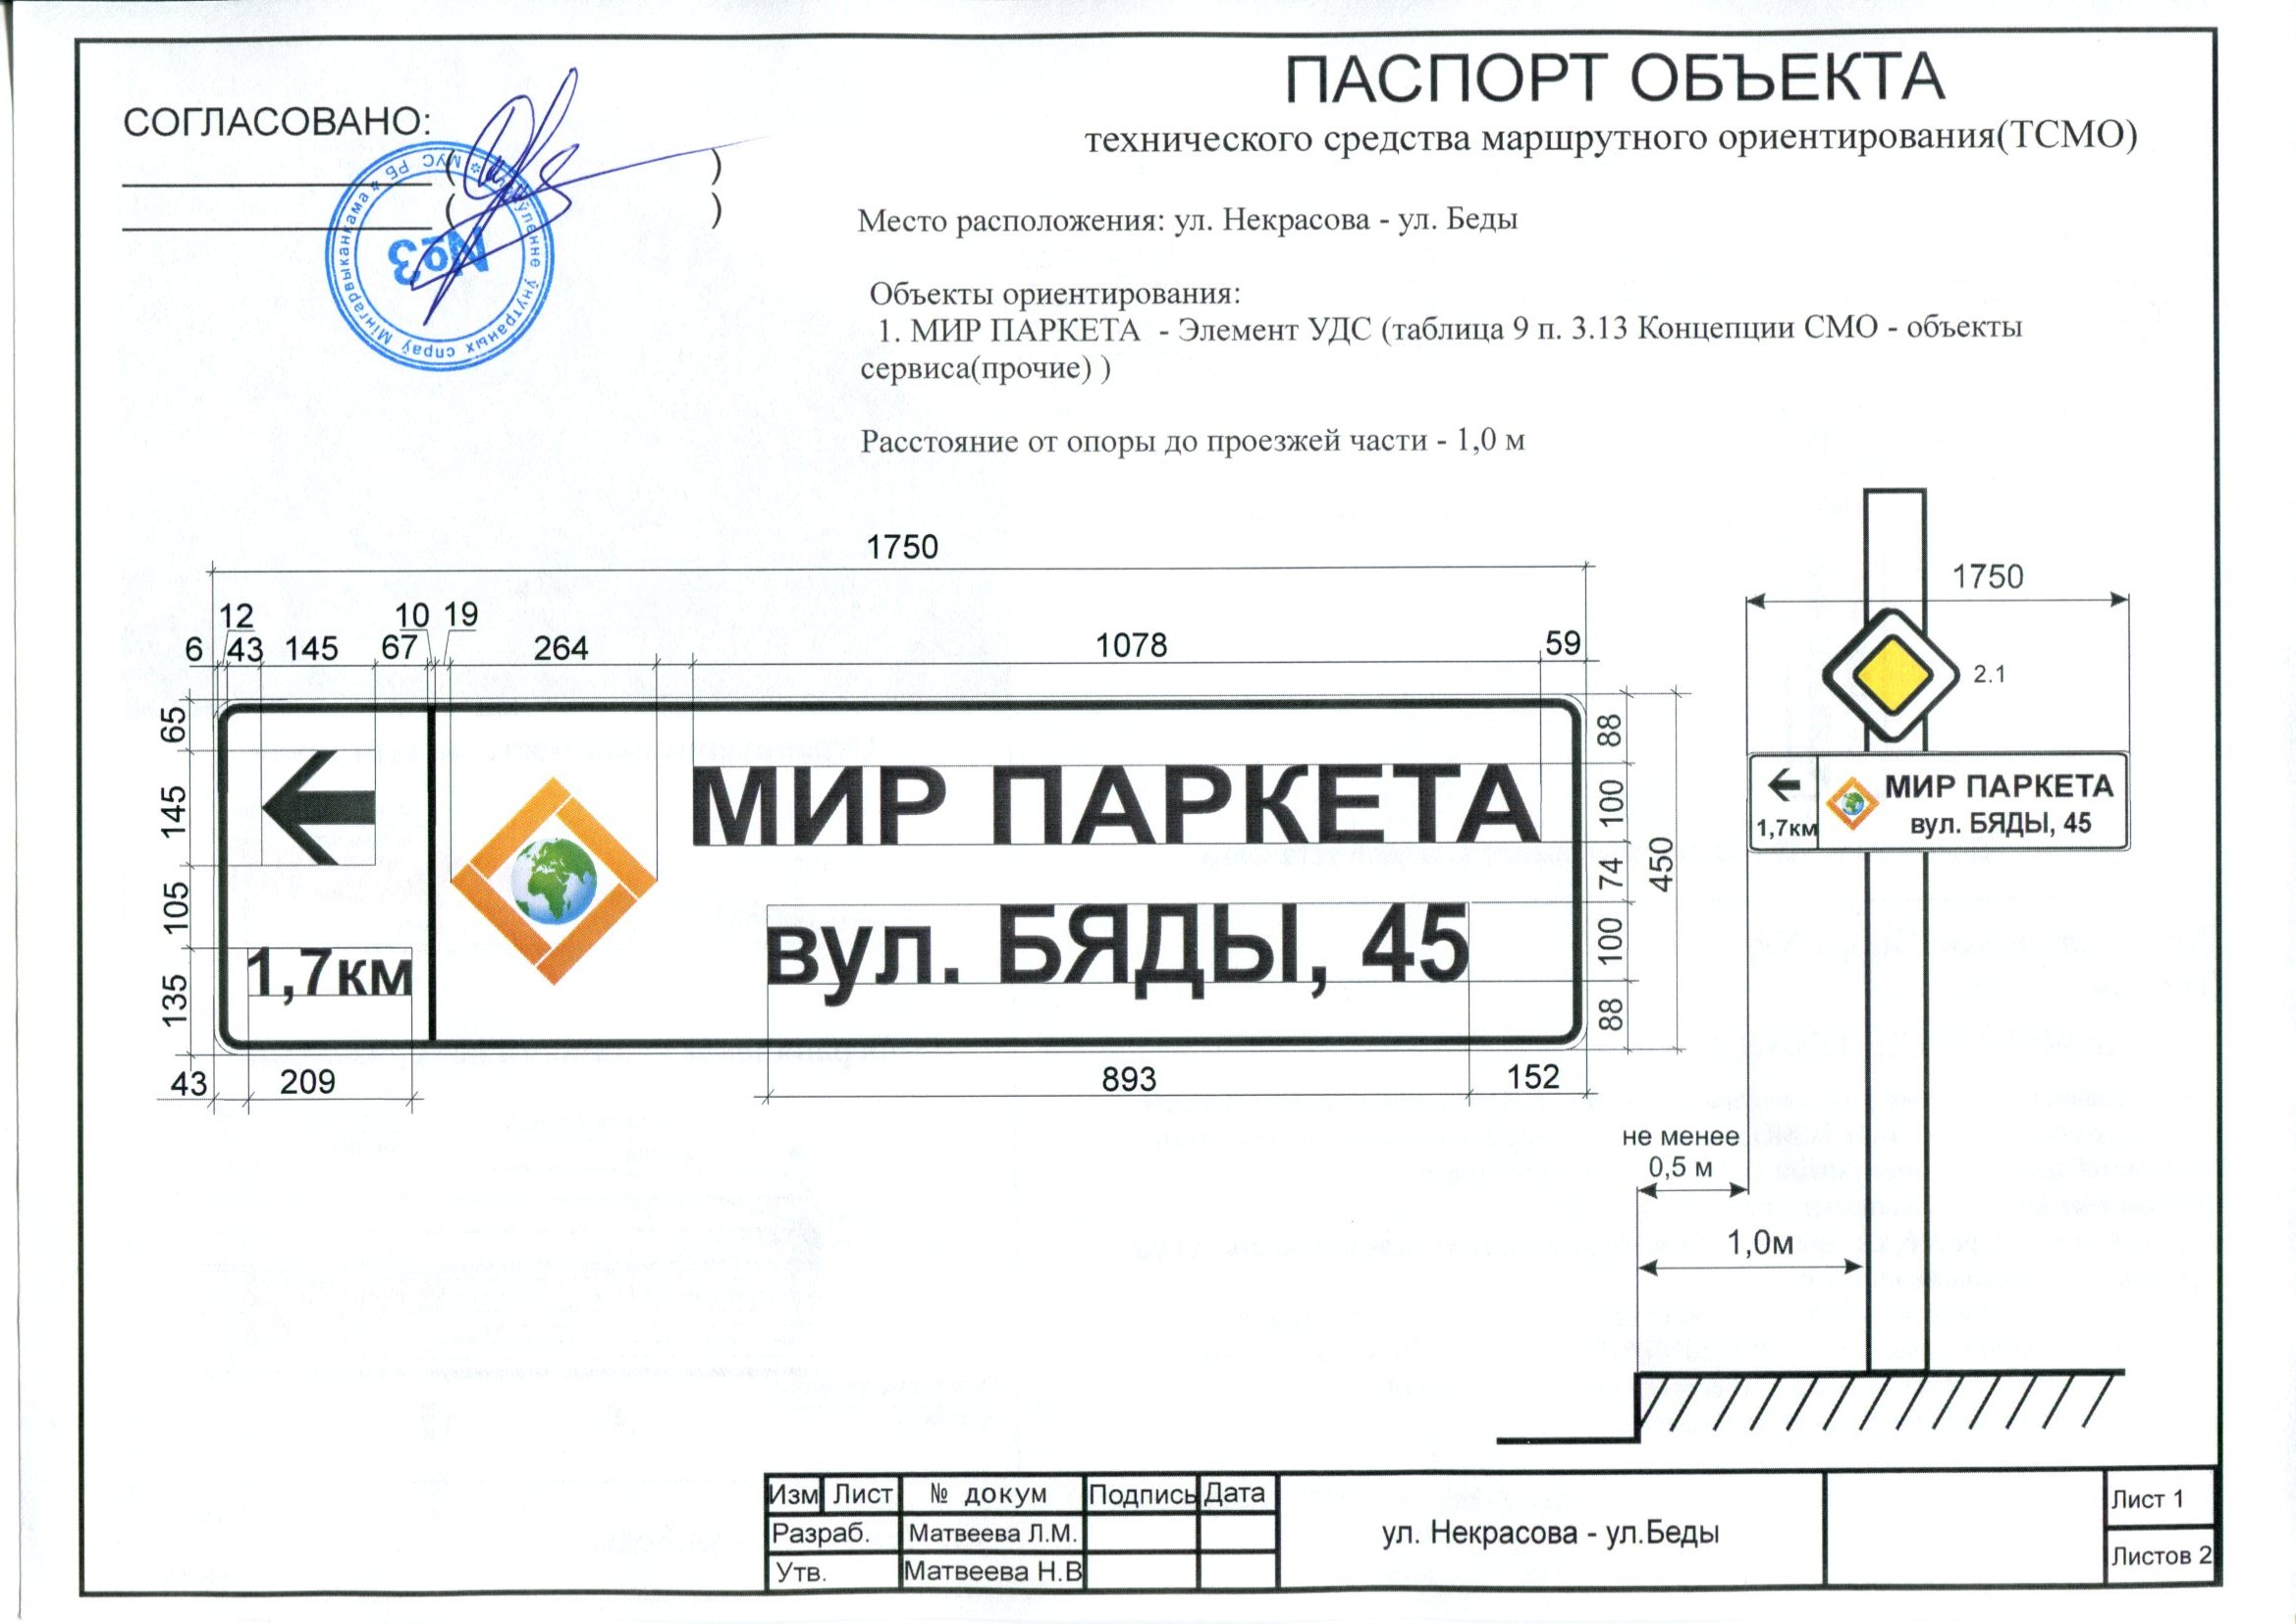 СОГЛАСОВАНО:
ПАСПОРТ ОБЪЕКТА
технического средства маршрутного ориентирования(ТСМО)
Место расположения: ул. Некрасова - ул. Беды
Объекты ориентирования:
1. МИР ПАРКЕТА - Элемент УДС (таблица 9 п. 3.13 Концепции СМО - объекты
сервиса(прочие) )
Расстояние от опоры до проезжей части - 1,0 м
МУС РБ
ўнутраных спраў Мінгарвыканкама
№3
1750
12 10 19
6 43 145 67 264 1078 59
65
145
105
135
МИР ПАРКЕТА
вул. БЯДЫ, 45
1,7км
88
100
74
100
88
450
43 209 893 152
1750
2.1
МИР ПАРКЕТА
вул. БЯДЫ, 45
1,7км
не менее
0,5 м
1,0м
Изм Лист № докум Подпись Дата
Разраб. Матвеева Л.М.
Утв. Матвеева Н.В
ул. Некрасова - ул.Беды
Лист 1
Листов 2